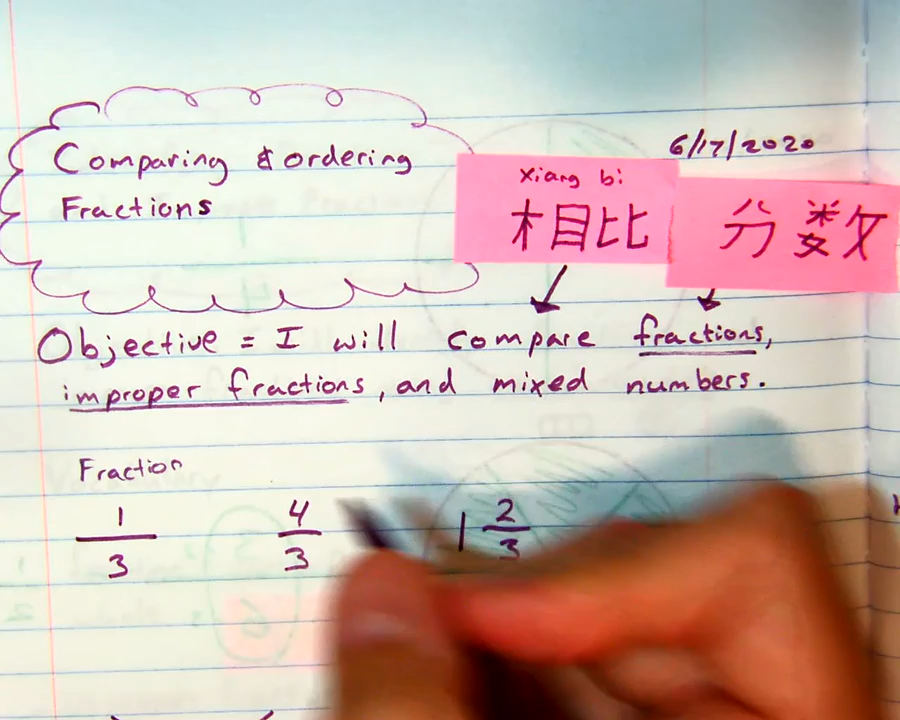 6/17/2020
Comparing & ordering
Fractions
Xiang bi
相比
分数
Objective = I will compare fractions,
improper fractions, and mixed numbers.
Fraction
1/3 4/3 1 2/3